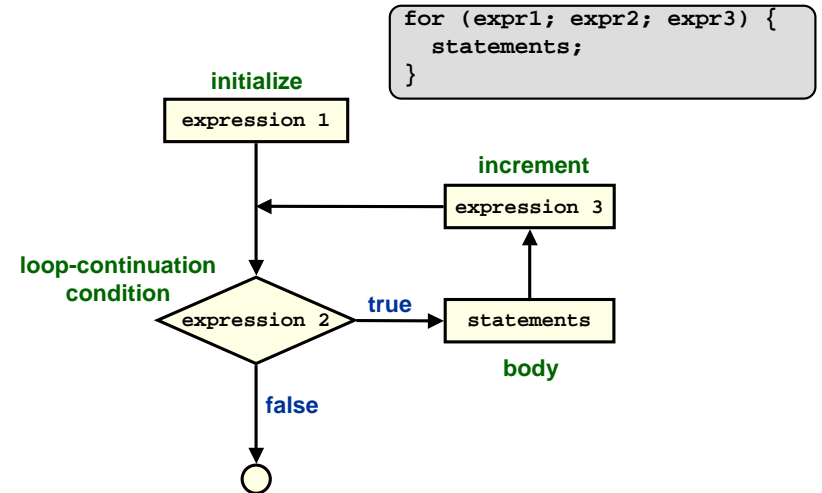 for (expr1; expr2; expr3) {
  statements;
}
initialize
expression 1
increment
expression 3
loop-continuation
condition
expression 2
true
statements
body
false